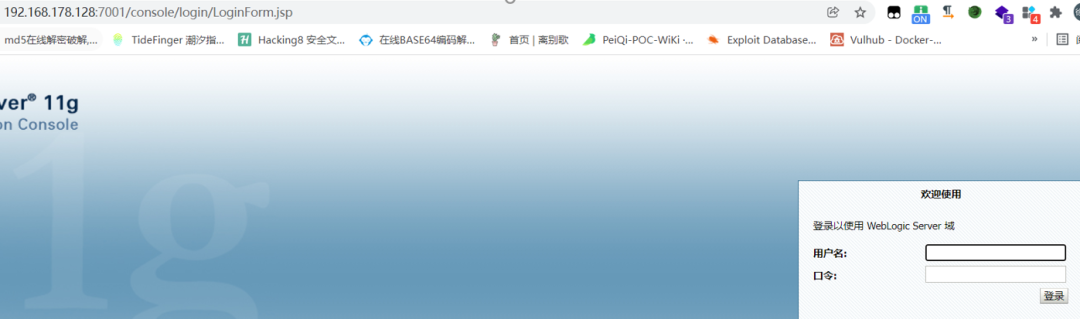 192.168.178.128:7001/console/login/LoginForm.jsp
ON
3
4
md5在线解密破解,... TideFinger 潮汐指... Hacking8 安全文... 在线BASE64编码解... 首页 | 离别歌 PeiQi-POC-WiKi ·... Exploit Database... Vulhub - Docker-... »
ver® 11g
on Console
1g
欢迎使用
登录以使用 WebLogic Server 域
用户名:
口令:
登录